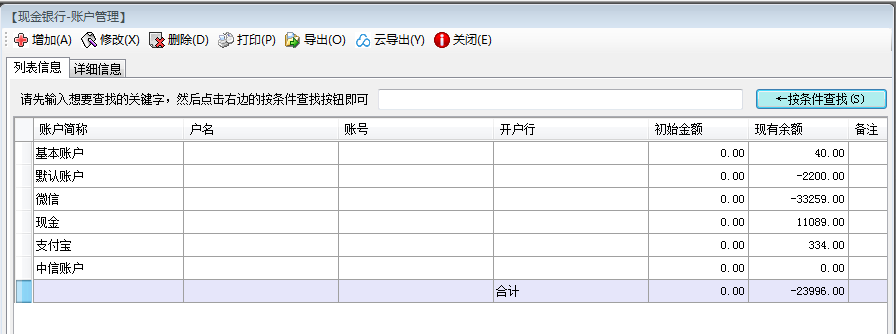 【现金银行-账户管理】
增加(A) 修改(X) 删除(D) 打印(P) 导出(O) 云导出(Y) 关闭(E)
列表信息 详细信息
请先输入想要查找的关键字，然后点击右边的按条件查找按钮即可 ←按条件查找(S)
账户简称 户名 账号 开户行 初始金额 现有余额 备注
基本账户 0.00 40.00
默认账户 0.00 -2200.00
微信 0.00 -33259.00
现金 0.00 11089.00
支付宝 0.00 334.00
中信账户 0.00 0.00
合计 0.00 -23996.00